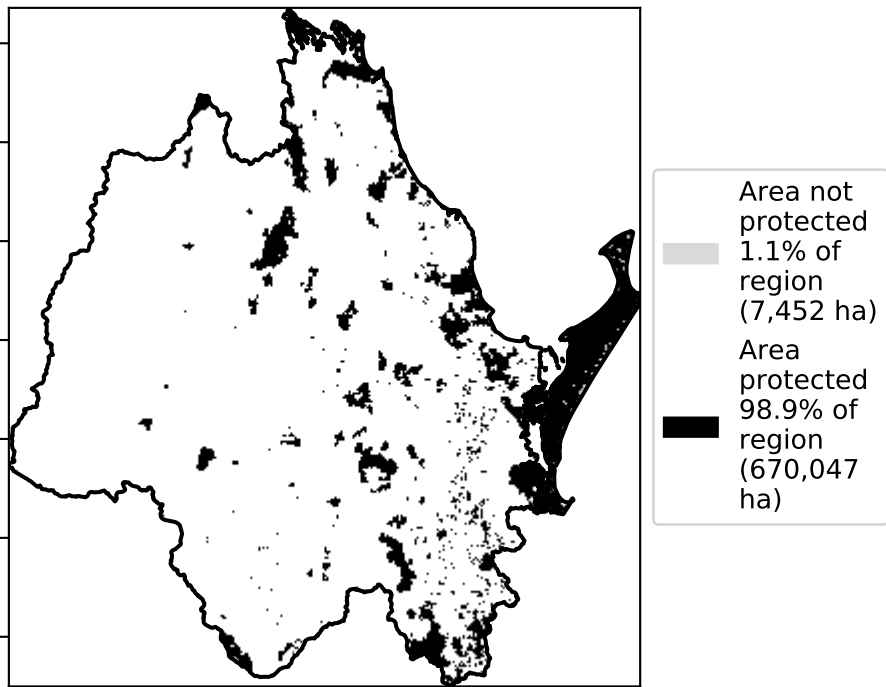 Area not
protected
1.1% of
region
(7,452 ha)
Area
protected
98.9% of
region
(670,047
ha)